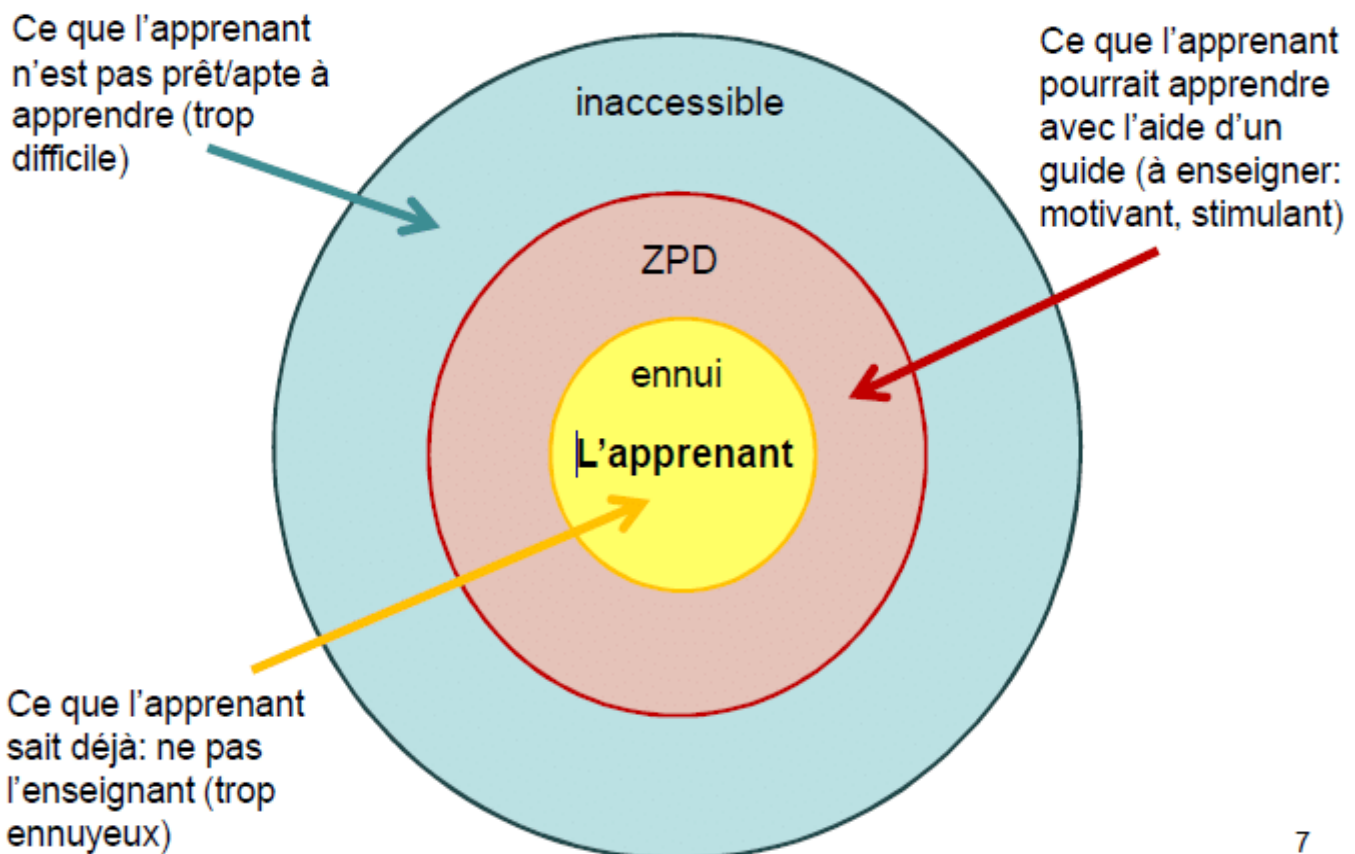 Ce que l’apprenant
n’est pas prêt/apte à
apprendre (trop
difficile)
inaccessible
Ce que l’apprenant
pourrait apprendre
avec l’aide d’un
guide (à enseigner:
motivant, stimulant)
ZPD
ennui
L’apprenant
Ce que l’apprenant
sait déjà: ne pas
l’enseignant (trop
ennuyeux)
7